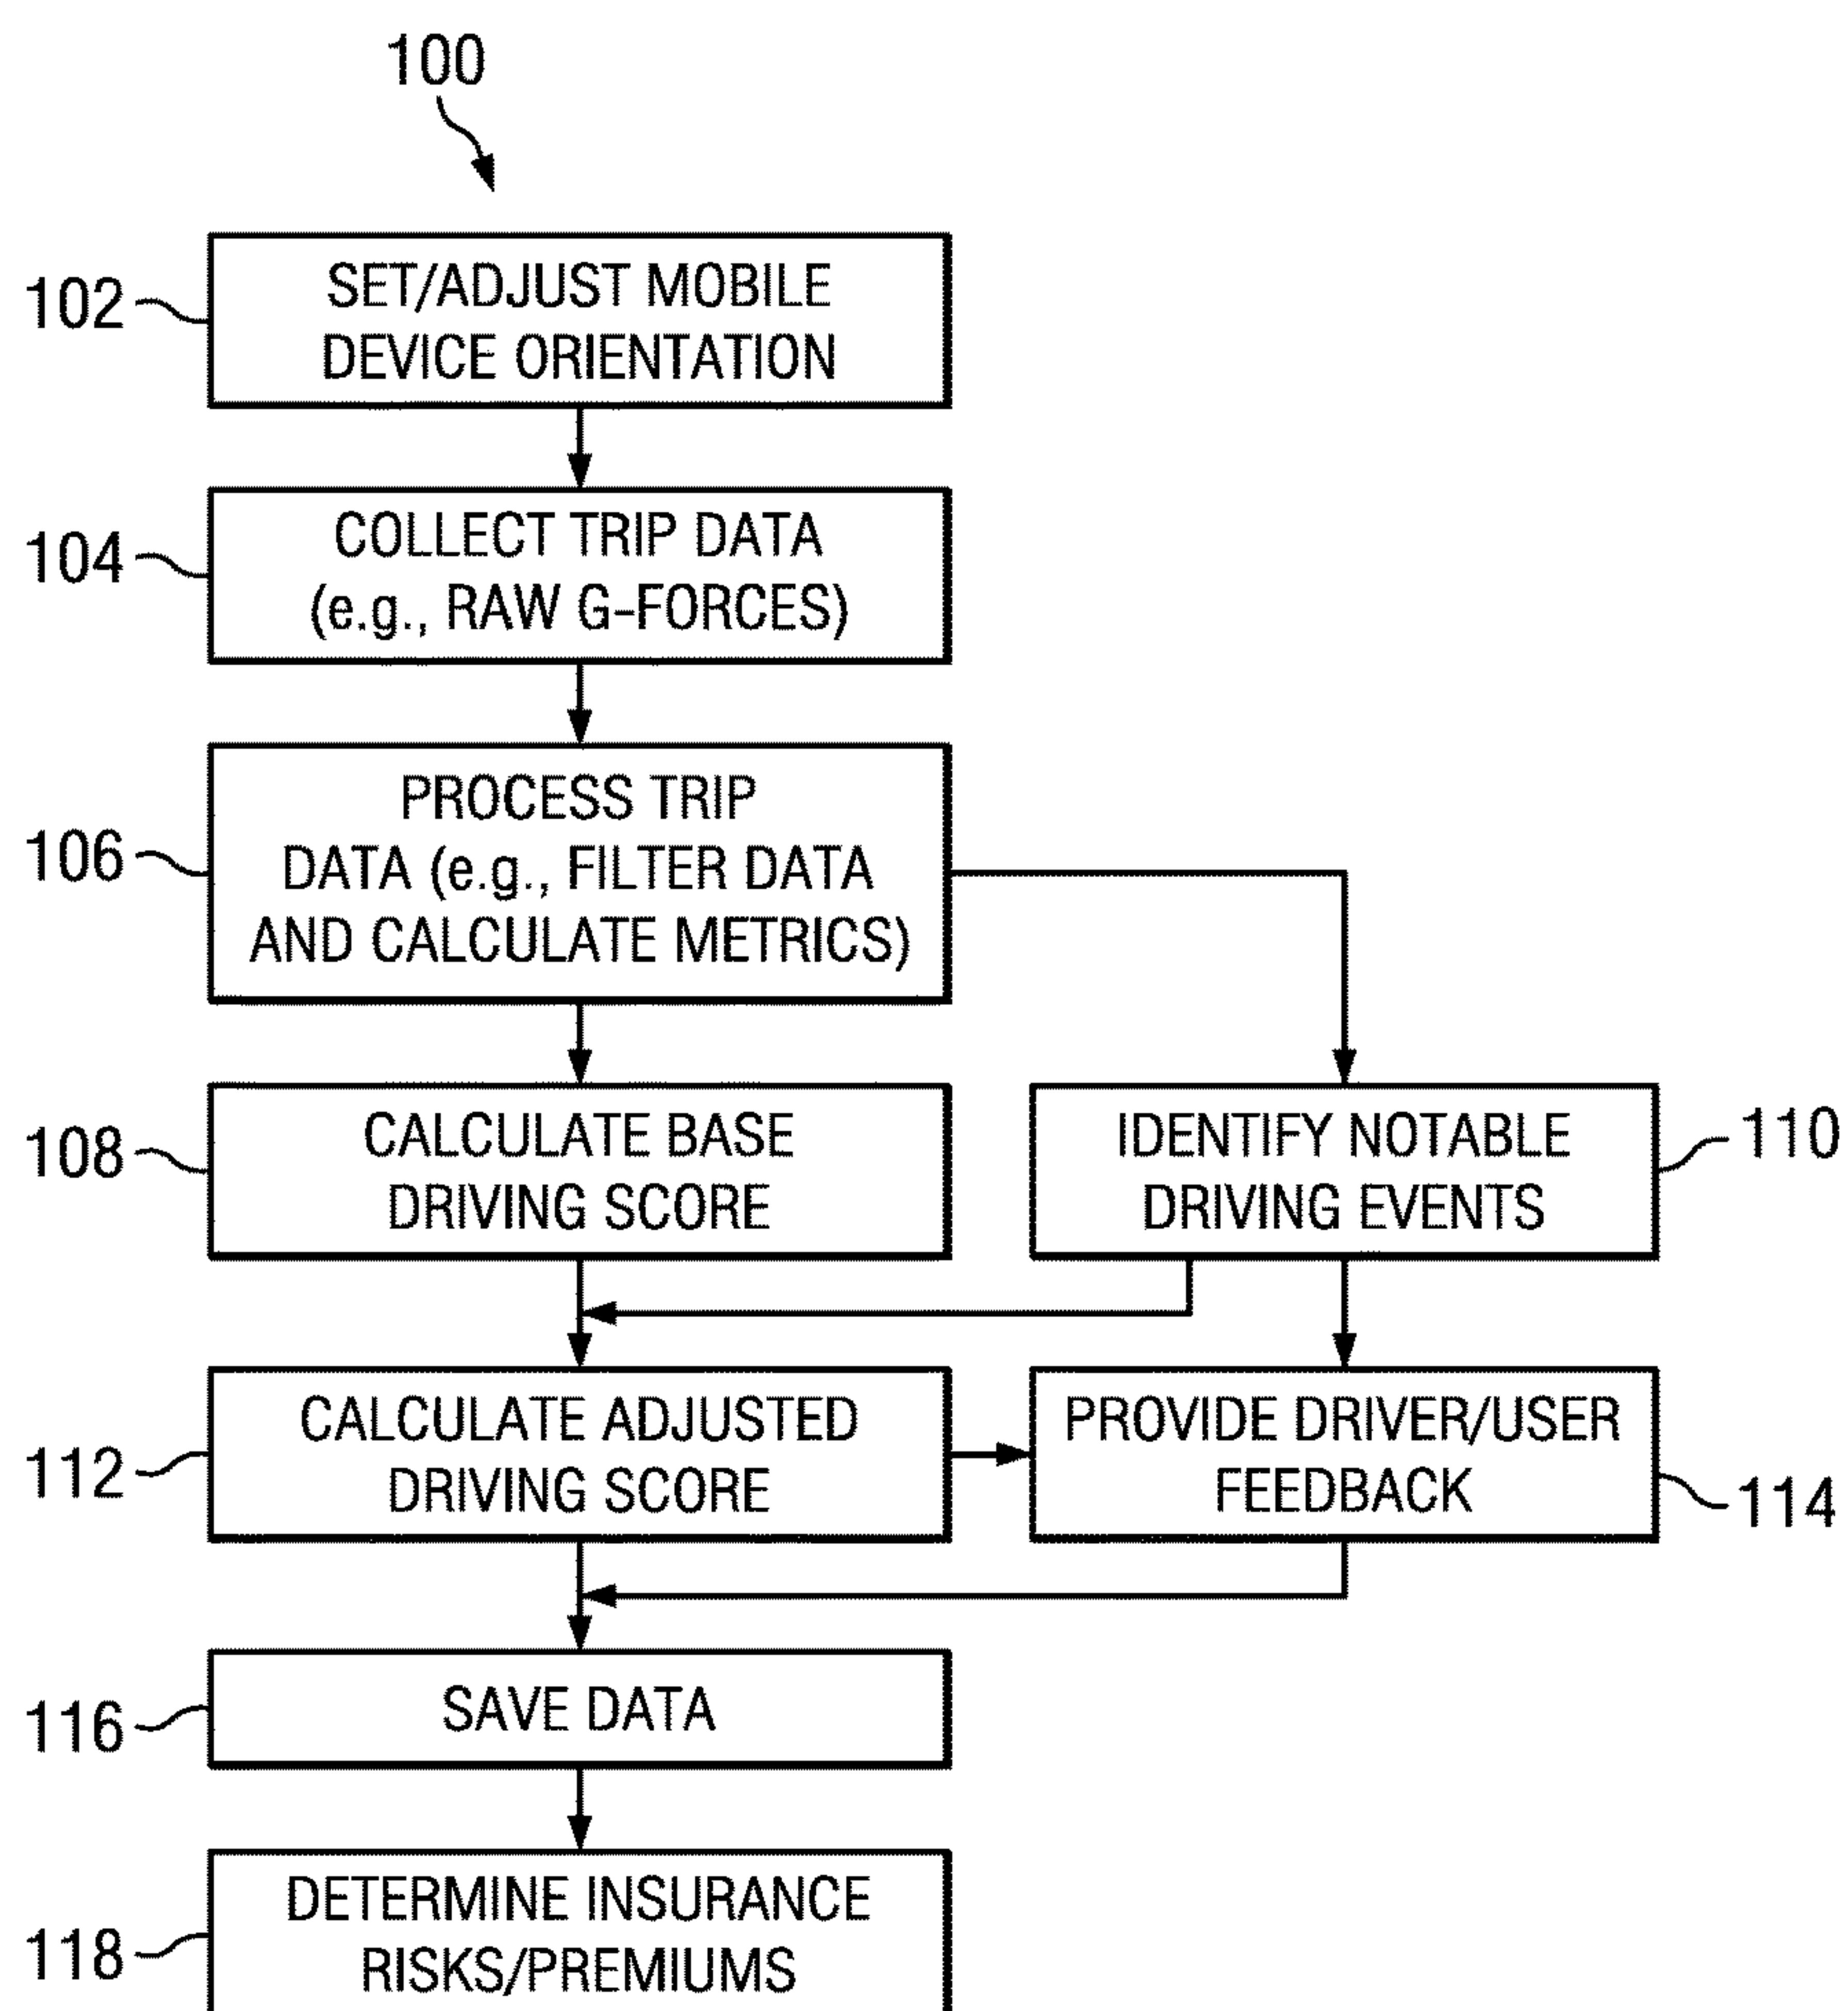 100
102
SET/ADJUST MOBILE
DEVICE ORIENTATION
104
COLLECT TRIP DATA
(e.g., RAW G-FORCES)
106
PROCESS TRIP
DATA (e.g., FILTER DATA
AND CALCULATE METRICS)
108
CALCULATE BASE
DRIVING SCORE
IDENTIFY NOTABLE
DRIVING EVENTS
110
112
CALCULATE ADJUSTED
DRIVING SCORE
PROVIDE DRIVER/USER
FEEDBACK
114
116
SAVE DATA
118
DETERMINE INSURANCE
RISKS/PREMIUMS